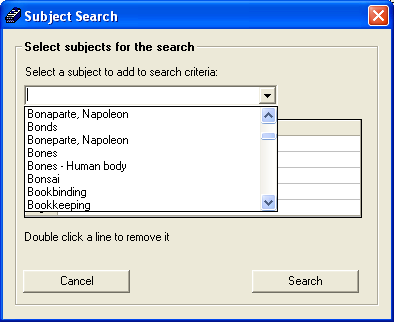 Subject Search
Select subjects for the search
Select a subject to add to search criteria:
Bonaparte, Napoleon
Bonds
Boneparte, Napoleon
Bones
Bones - Human body
Bonsai
Bookbinding
Bookkeeping
Double click a line to remove it
Cancel
Search